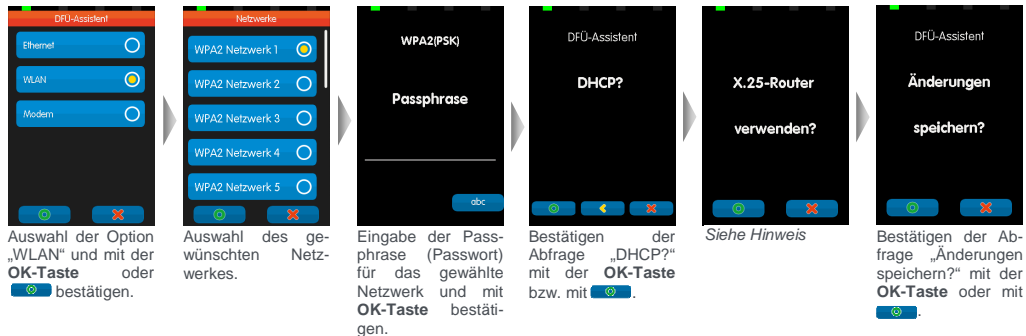 DFÜ-Assistent
Ethernet
WLAN
Modem
Auswahl der Option
„WLAN“ und mit der
OK-Taste oder
bestätigen.
Netzwerke
WPA2 Netzwerk 1
WPA2 Netzwerk 2
WPA2 Netzwerk 3
WPA2 Netzwerk 4
WPA2 Netzwerk 5
Auswahl des ge-
wünschten Netz-
werkes.
WPA2(PSK)
Passphrase
abc
Eingabe der Pass-
phrase (Passwort)
für das gewählte
Netzwerk und mit
OK-Taste bestäti-
gen.
DFÜ-Assistent
DHCP?
Bestätigen der
Abfrage „DHCP?“
mit der OK-Taste
bzw. mit .
X.25-Router
verwenden?
Siehe Hinweis
DFÜ-Assistent
Änderungen
speichern?
Bestätigen der Ab-
frage „Änderungen
speichern?“ mit der
OK-Taste oder mit
.